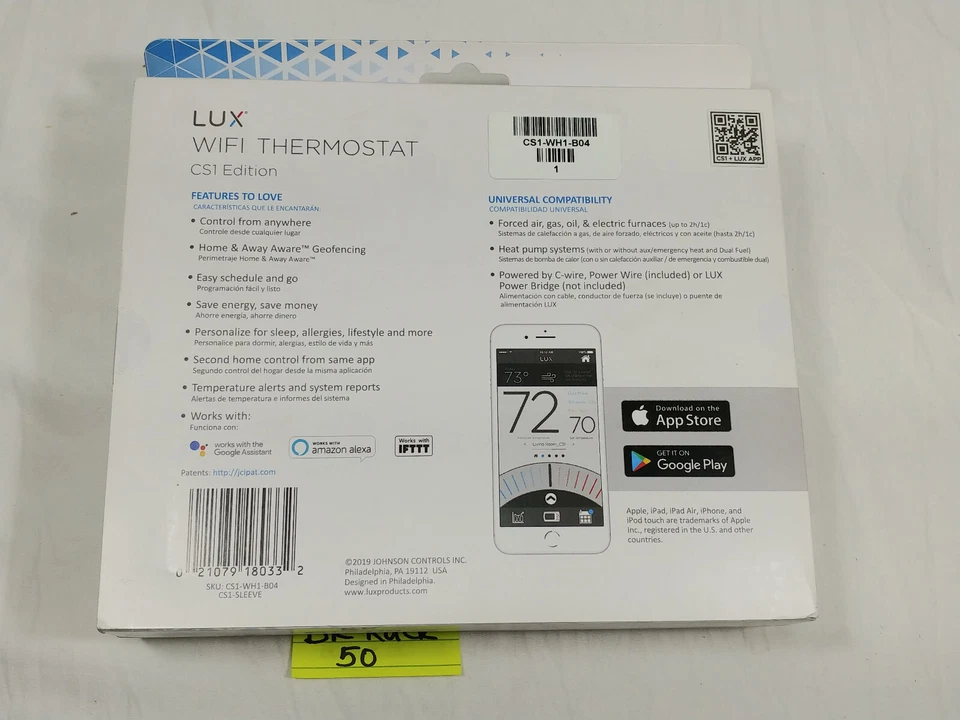 LUX
WIFI THERMOSTAT
CS1 Edition
FEATURES TO LOVE
CARACTERÍSTICAS QUE LE ENCANTARÁN:
• Control from anywhere
Controle desde cualquier lugar
• Home & Away Aware™ Geofencing
Perimetraje Home & Away Aware™
• Easy schedule and go
Programación fácil y listo
• Save energy, save money
Ahorre energía, ahorre dinero
• Personalize for sleep, allergies, lifestyle and more
Personalice para dormir, alergias, estilo de vida y más
• Second home control from same app
Segundo control del hogar desde la misma aplicación
• Temperature alerts and system reports
Alertas de temperatura e informes del sistema
• Works with:
Funciona con:
works with the
Google Assistant
WORKS WITH
amazon alexa
Works with
IFTTT
Patents: http://jcipat.com
0 21079 18033 2
SKU: CS1-WH1-B04
CS1-SLEEVE
©2019 JOHNSON CONTROLS INC.
Philadelphia, PA 19112 USA
Designed in Philadelphia.
www.luxproducts.com
CS1-WH1-B04
1
CS1 + LUX APP
UNIVERSAL COMPATIBILITY
COMPATIBILIDAD UNIVERSAL
• Forced air, gas, oil, & electric furnaces (up to 2h/1c)
Sistemas de calefacción a gas, de aire forzado, eléctricos y con aceite (hasta 2h/1c)
• Heat pump systems (with or without aux/emergency heat and Dual Fuel)
Sistemas de bomba de calor (con o sin calefacción auxiliar / de emergencia y combustible dual)
• Powered by C-wire, Power Wire (included) or LUX
Power Bridge (not included)
Alimentación con cable, conductor de fuerza (se incluye) o puente de
alimentación LUX
LUX
73°
72
70
Download on the
App Store
GET IT ON
Google Play
Apple, iPad, iPad Air, iPhone, and
iPod touch are trademarks of Apple
Inc., registered in the U.S. and other
countries.
50